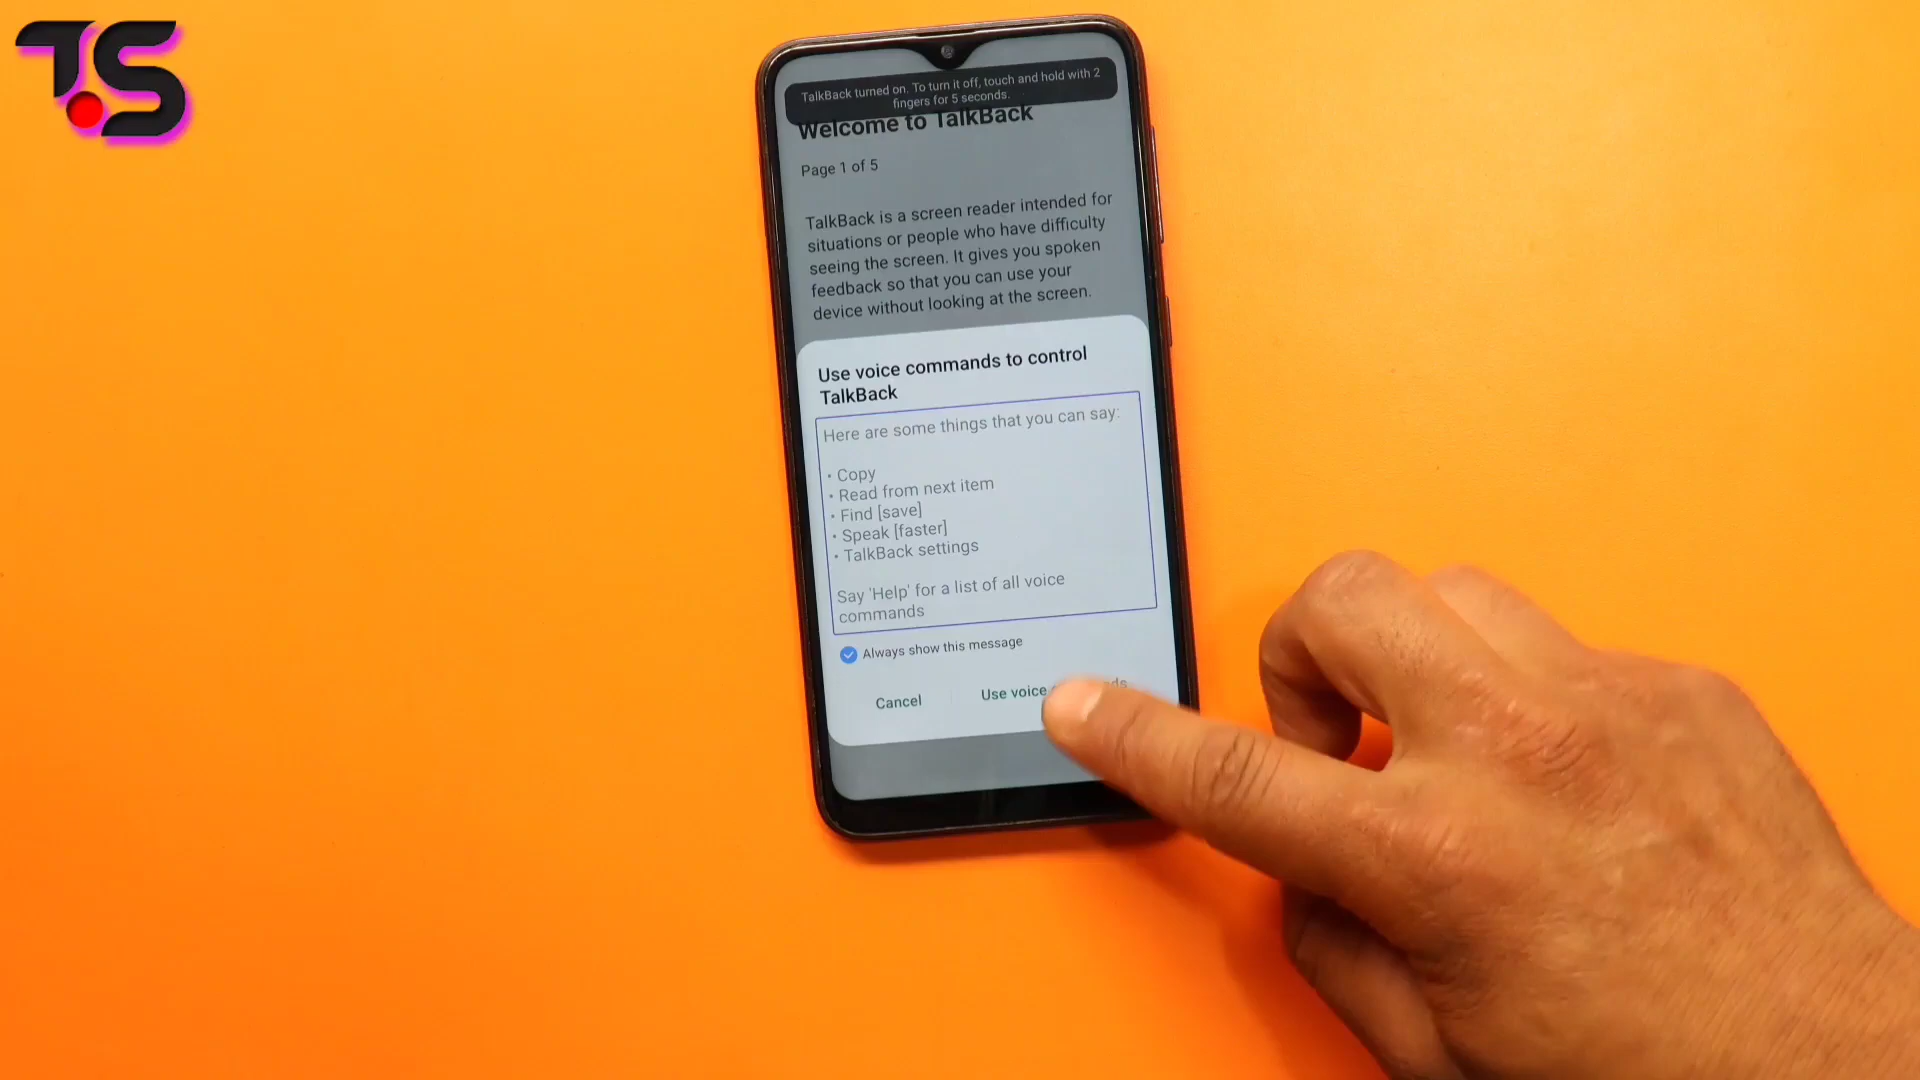 TS
TalkBack turned on. To turn it off, touch and hold with 2
fingers for 5 seconds.
Welcome to TalkBack
Page 1 of 5
TalkBack is a screen reader intended for
situations or people who have difficulty
seeing the screen. It gives you spoken
feedback so that you can use your
device without looking at the screen.
Use voice commands to control
TalkBack
Here are some things that you can say:
• Copy
• Read from next item
• Find [save]
• Speak [faster]
• TalkBack settings
Say 'Help' for a list of all voice
commands
Always show this message
Cancel
Use voice